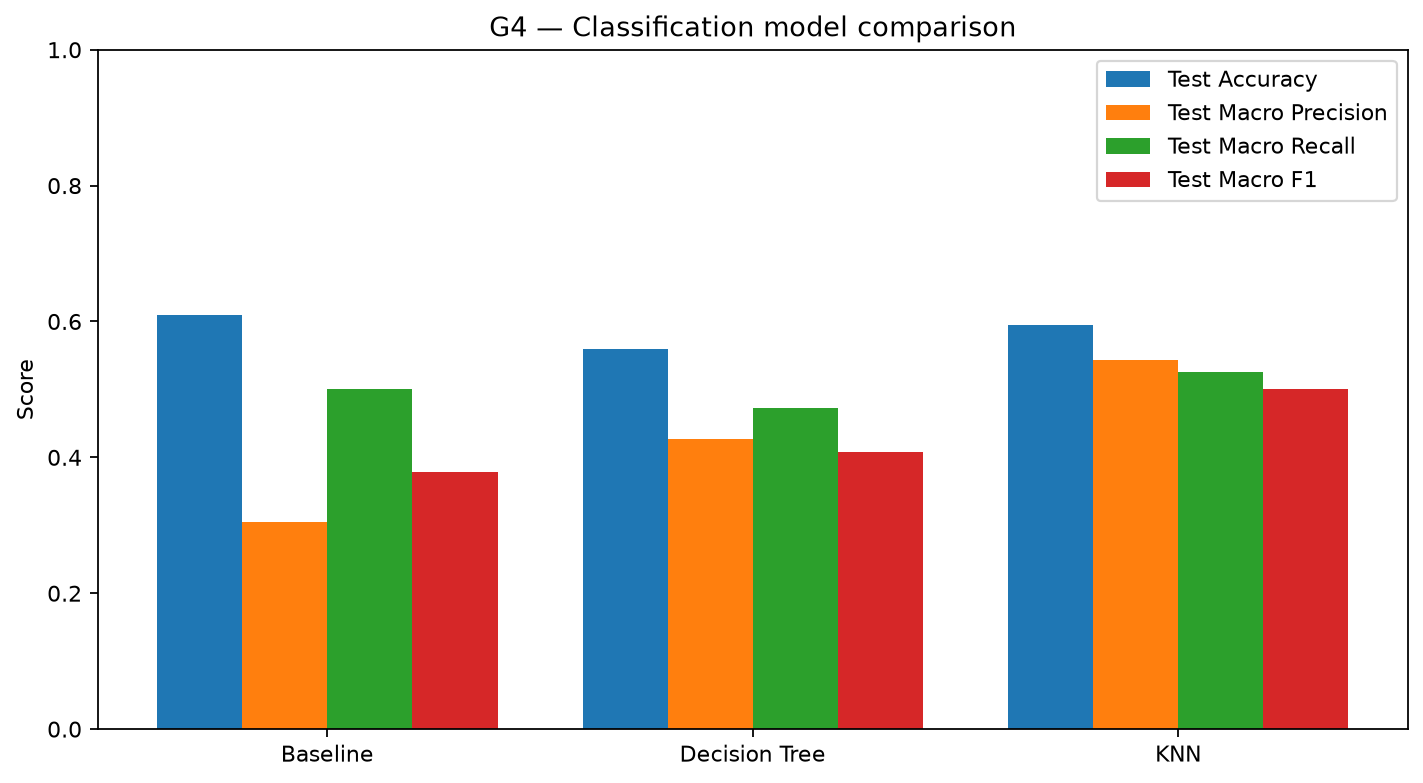 G4 — Classification model comparison
Test Accuracy
Test Macro Precision
Test Macro Recall
Test Macro F1
Score
1.0
0.8
0.6
0.4
0.2
0.0
Baseline
Decision Tree
KNN